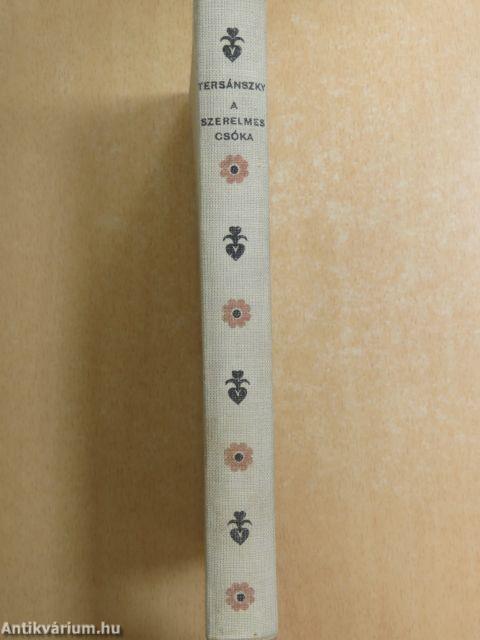 TERSÁNSZKY
A
SZERELMES
CSÓKA
Antikvárium.hu